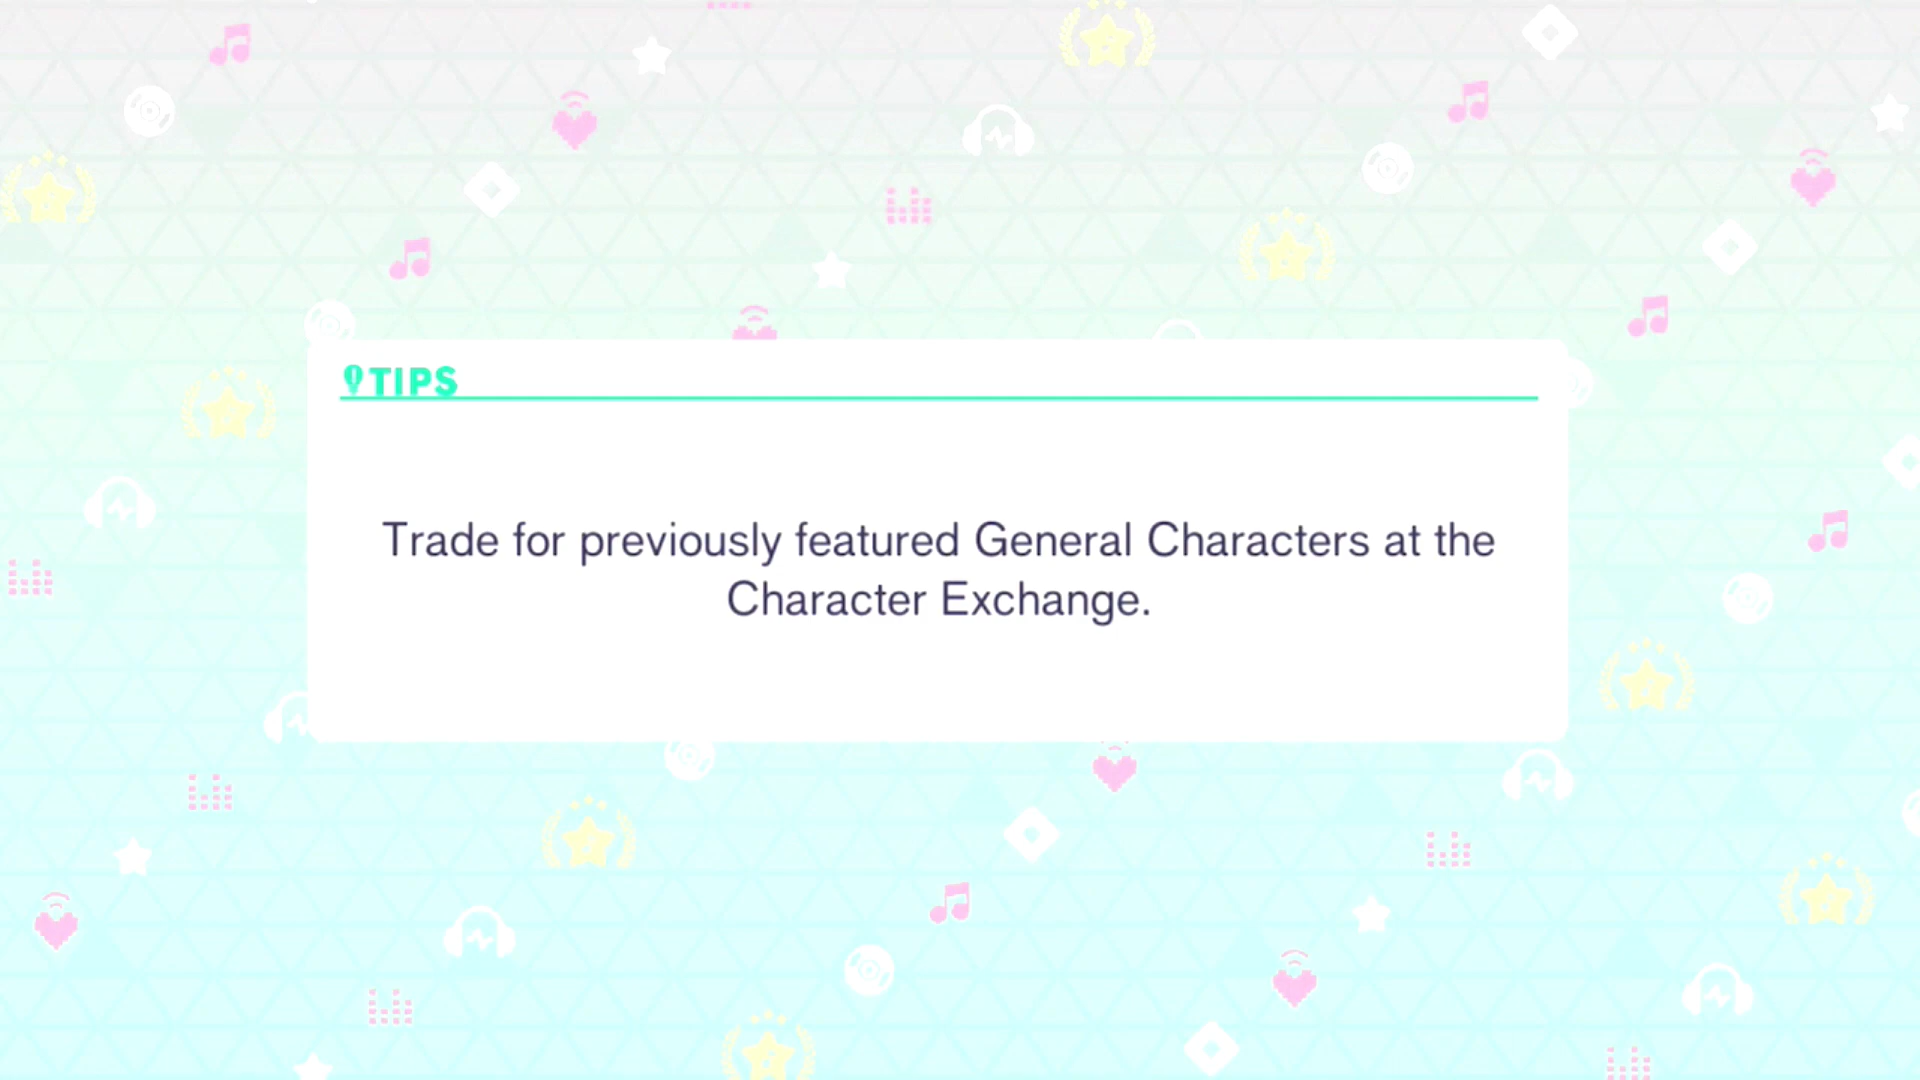 TIPS
Trade for previously featured General Characters at the
Character Exchange.